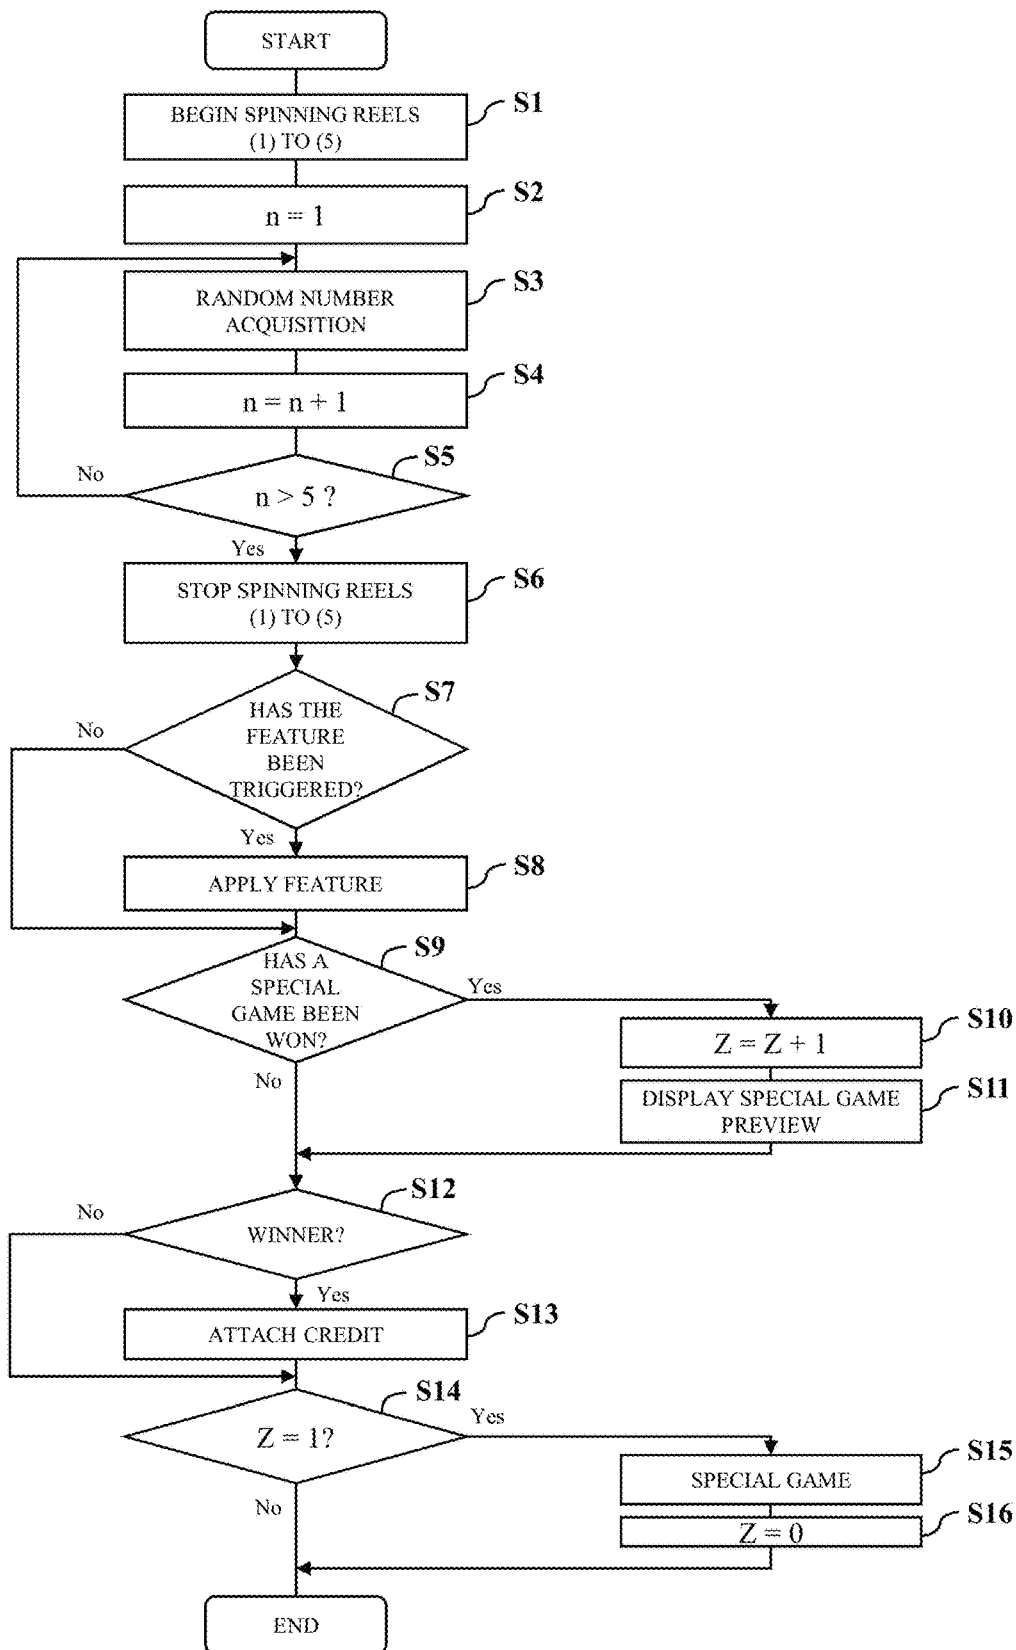 START
BEGIN SPINNING REELS
(1) TO (5)
S1
n = 1
S2
RANDOM NUMBER
ACQUISITION
S3
n = n + 1
S4
No
n > 5 ?
S5
Yes
STOP SPINNING REELS
(1) TO (5)
S6
No
HAS THE
FEATURE
BEEN
TRIGGERED?
S7
Yes
APPLY FEATURE
S8
HAS A
SPECIAL
GAME BEEN
WON?
S9
Yes
Z = Z + 1
S10
DISPLAY SPECIAL GAME
PREVIEW
S11
No
No
WINNER?
S12
Yes
ATTACH CREDIT
S13
Z = 1?
S14
Yes
SPECIAL GAME
S15
Z = 0
S16
No
END